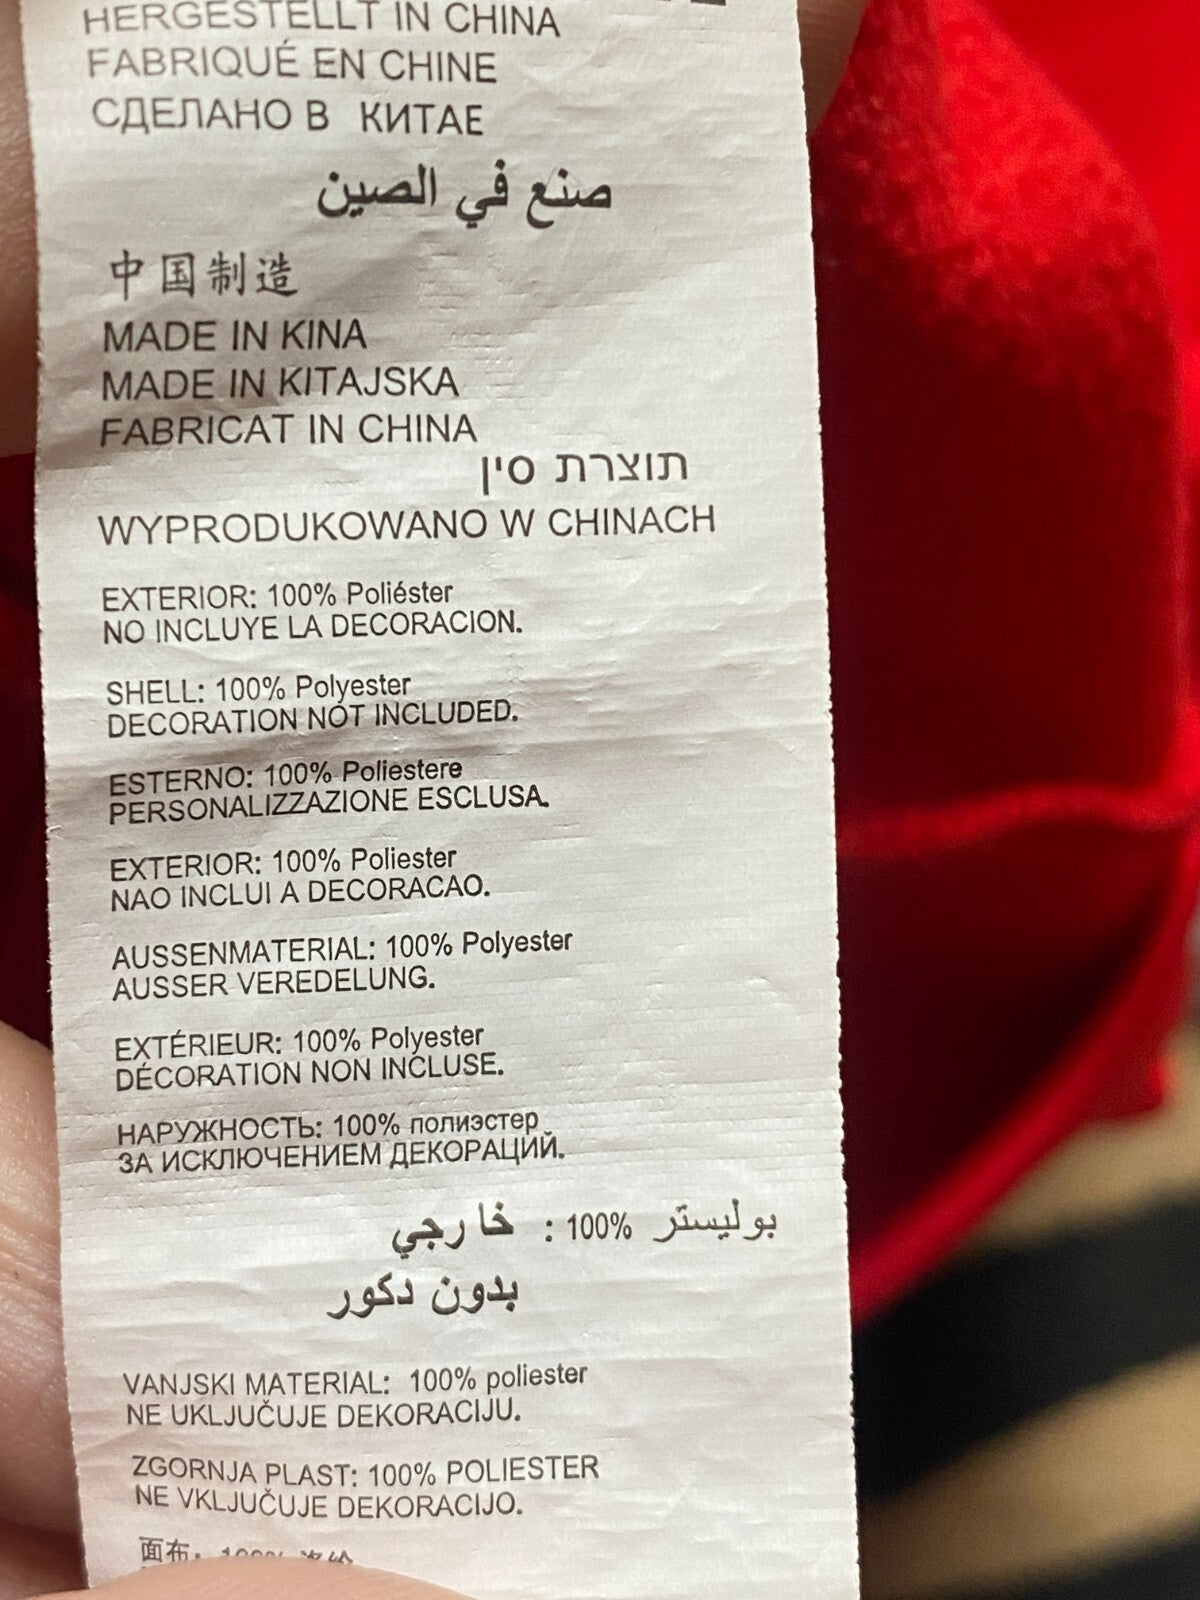 HERGESTELLT IN CHINA
FABRIQUÉ EN CHINE
СДЕЛАНО В КИТАЕ
صنع في الصين
中国制造
MADE IN KINA
MADE IN KITAJSKA
FABRICAT IN CHINA
תוצרת סין
WYPRODUKOWANO W CHINACH
EXTERIOR: 100% Poliéster
NO INCLUYE LA DECORACION.
SHELL: 100% Polyester
DECORATION NOT INCLUDED.
ESTERNO: 100% Poliestere
PERSONALIZZAZIONE ESCLUSA.
EXTERIOR: 100% Poliester
NAO INCLUI A DECORACAO.
AUSSENMATERIAL: 100% Polyester
AUSSER VEREDELUNG.
EXTÉRIEUR: 100% Polyester
DÉCORATION NON INCLUSE.
НАРУЖНОСТЬ: 100% полиэстер
ЗА ИСКЛЮЧЕНИЕМ ДЕКОРАЦИЙ.
خارجي : 100% بوليستر
بدون دكور
VANJSKI MATERIAL: 100% poliester
NE UKLJUČUJE DEKORACIJU.
ZGORNJA PLAST: 100% POLIESTER
NE VKLJUČUJE DEKORACIJO.
面布: 100%